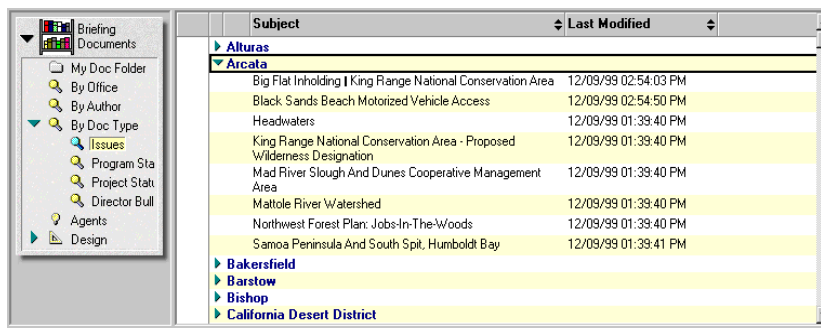 Briefing
Documents
My Doc Folder
By Office
By Author
By Doc Type
Issues
Program Sta
Project Statu
Director Bull
Agents
Design
Subject Last Modified
Alturas
Arcata
Big Flat Inholding | King Range National Conservation Area 12/09/99 02:54:03 PM
Black Sands Beach Motorized Vehicle Access 12/09/99 02:54:50 PM
Headwaters 12/09/99 01:39:40 PM
King Range National Conservation Area - Proposed 12/09/99 01:39:40 PM
Wilderness Designation
Mad River Slough And Dunes Cooperative Management 12/09/99 01:39:40 PM
Area
Mattole River Watershed 12/09/99 01:39:40 PM
Northwest Forest Plan: Jobs-In-The-Woods 12/09/99 01:39:40 PM
Samoa Peninsula And South Spit, Humboldt Bay 12/09/99 01:39:41 PM
Bakersfield
Barstow
Bishop
California Desert District